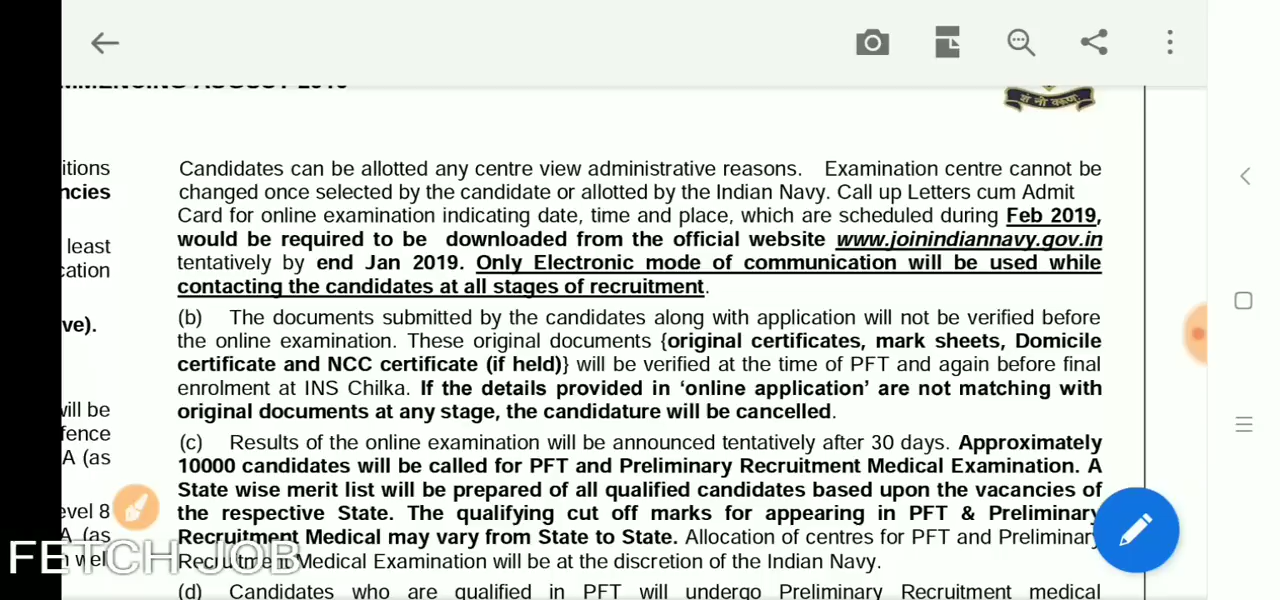 शं नो वरुणः
itions
ncies
least
cation
ve).
vill be
fence
A (as
evel 8
A (as
well
Candidates can be allotted any centre view administrative reasons. Examination centre cannot be
changed once selected by the candidate or allotted by the Indian Navy. Call up Letters cum Admit
Card for online examination indicating date, time and place, which are scheduled during Feb 2019,
would be required to be downloaded from the official website www.joinindiannavy.gov.in
tentatively by end Jan 2019. Only Electronic mode of communication will be used while
contacting the candidates at all stages of recruitment.
(b) The documents submitted by the candidates along with application will not be verified before
the online examination. These original documents {original certificates, mark sheets, Domicile
certificate and NCC certificate (if held)} will be verified at the time of PFT and again before final
enrolment at INS Chilka. If the details provided in ‘online application’ are not matching with
original documents at any stage, the candidature will be cancelled.
(c) Results of the online examination will be announced tentatively after 30 days. Approximately
10000 candidates will be called for PFT and Preliminary Recruitment Medical Examination. A
State wise merit list will be prepared of all qualified candidates based upon the vacancies of
the respective State. The qualifying cut off marks for appearing in PFT & Preliminary
Recruitment Medical may vary from State to State. Allocation of centres for PFT and Preliminary
Recruitment Medical Examination will be at the discretion of the Indian Navy.
(d) Candidates who are qualified in PFT will undergo Preliminary Recruitment medical
FETCH JOB